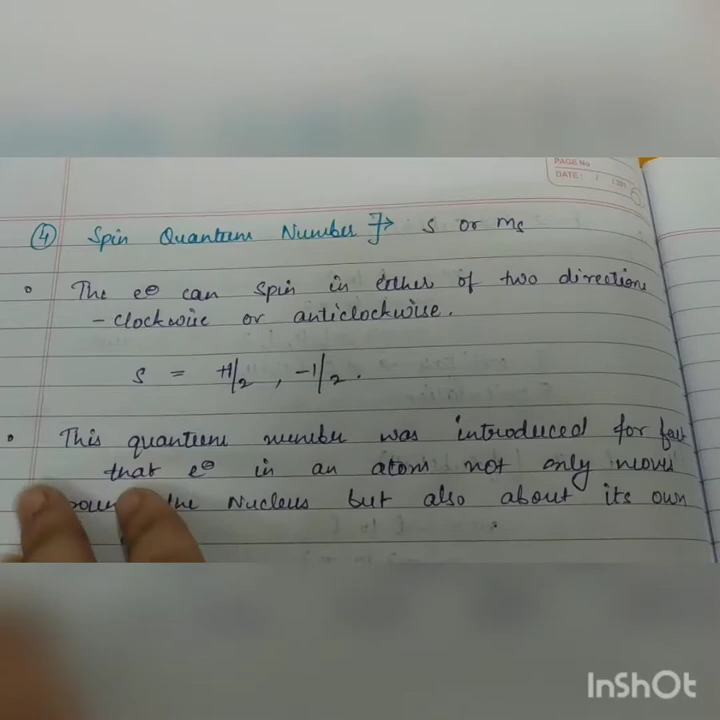 PAGE No
DATE: / /201
④ Spin Quantum Number → s or ms
The e⊖ can spin in either of two directions
- clockwise or anticlockwise.
s = +1/2 , -1/2 .
This quantum number was introduced for fact
that e⊖ in an atom not only moves
the Nucleus but also about its own
InShOt